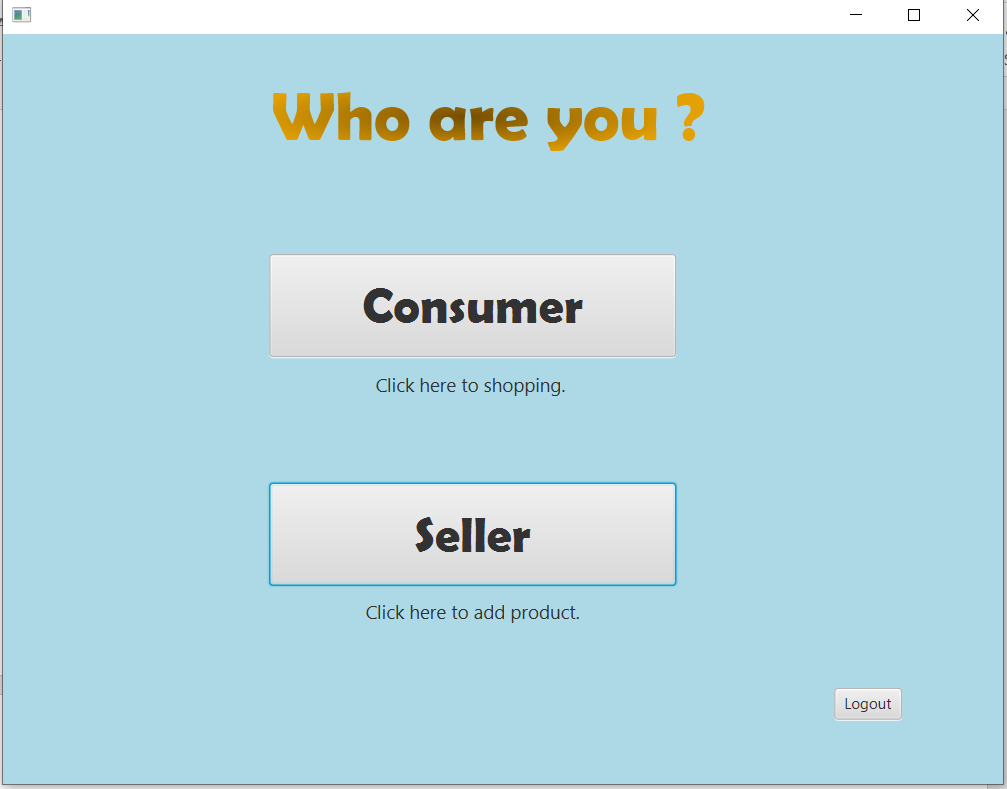 Who are you ?
Consumer
Click here to shopping.
Seller
Click here to add product.
Logout